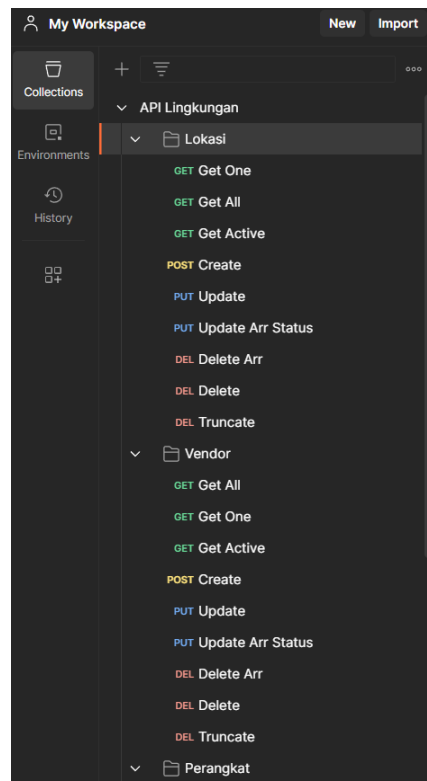 My Workspace New Import
Collections
Environments
History
API Lingkungan
Lokasi
GET Get One
GET Get All
GET Get Active
POST Create
PUT Update
PUT Update Arr Status
DEL Delete Arr
DEL Delete
DEL Truncate
Vendor
GET Get All
GET Get One
GET Get Active
POST Create
PUT Update
PUT Update Arr Status
DEL Delete Arr
DEL Delete
DEL Truncate
Perangkat